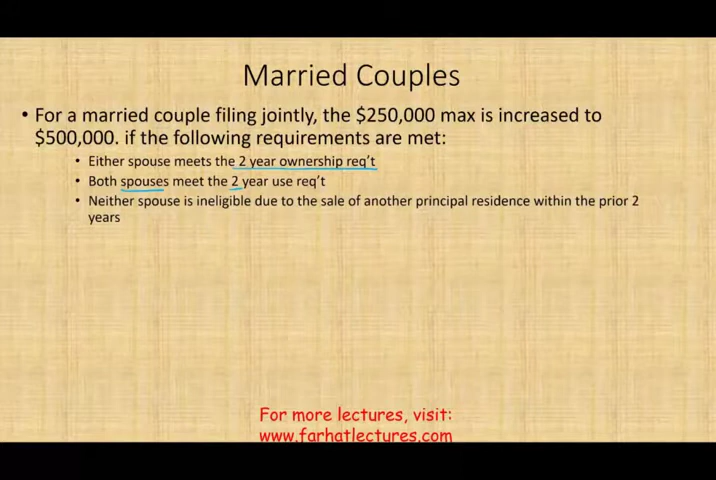 Married Couples
• For a married couple filing jointly, the $250,000 max is increased to
$500,000. if the following requirements are met:
• Either spouse meets the 2 year ownership req’t
• Both spouses meet the 2 year use req’t
• Neither spouse is ineligible due to the sale of another principal residence within the prior 2
years
For more lectures, visit:
www.farhatlectures.com